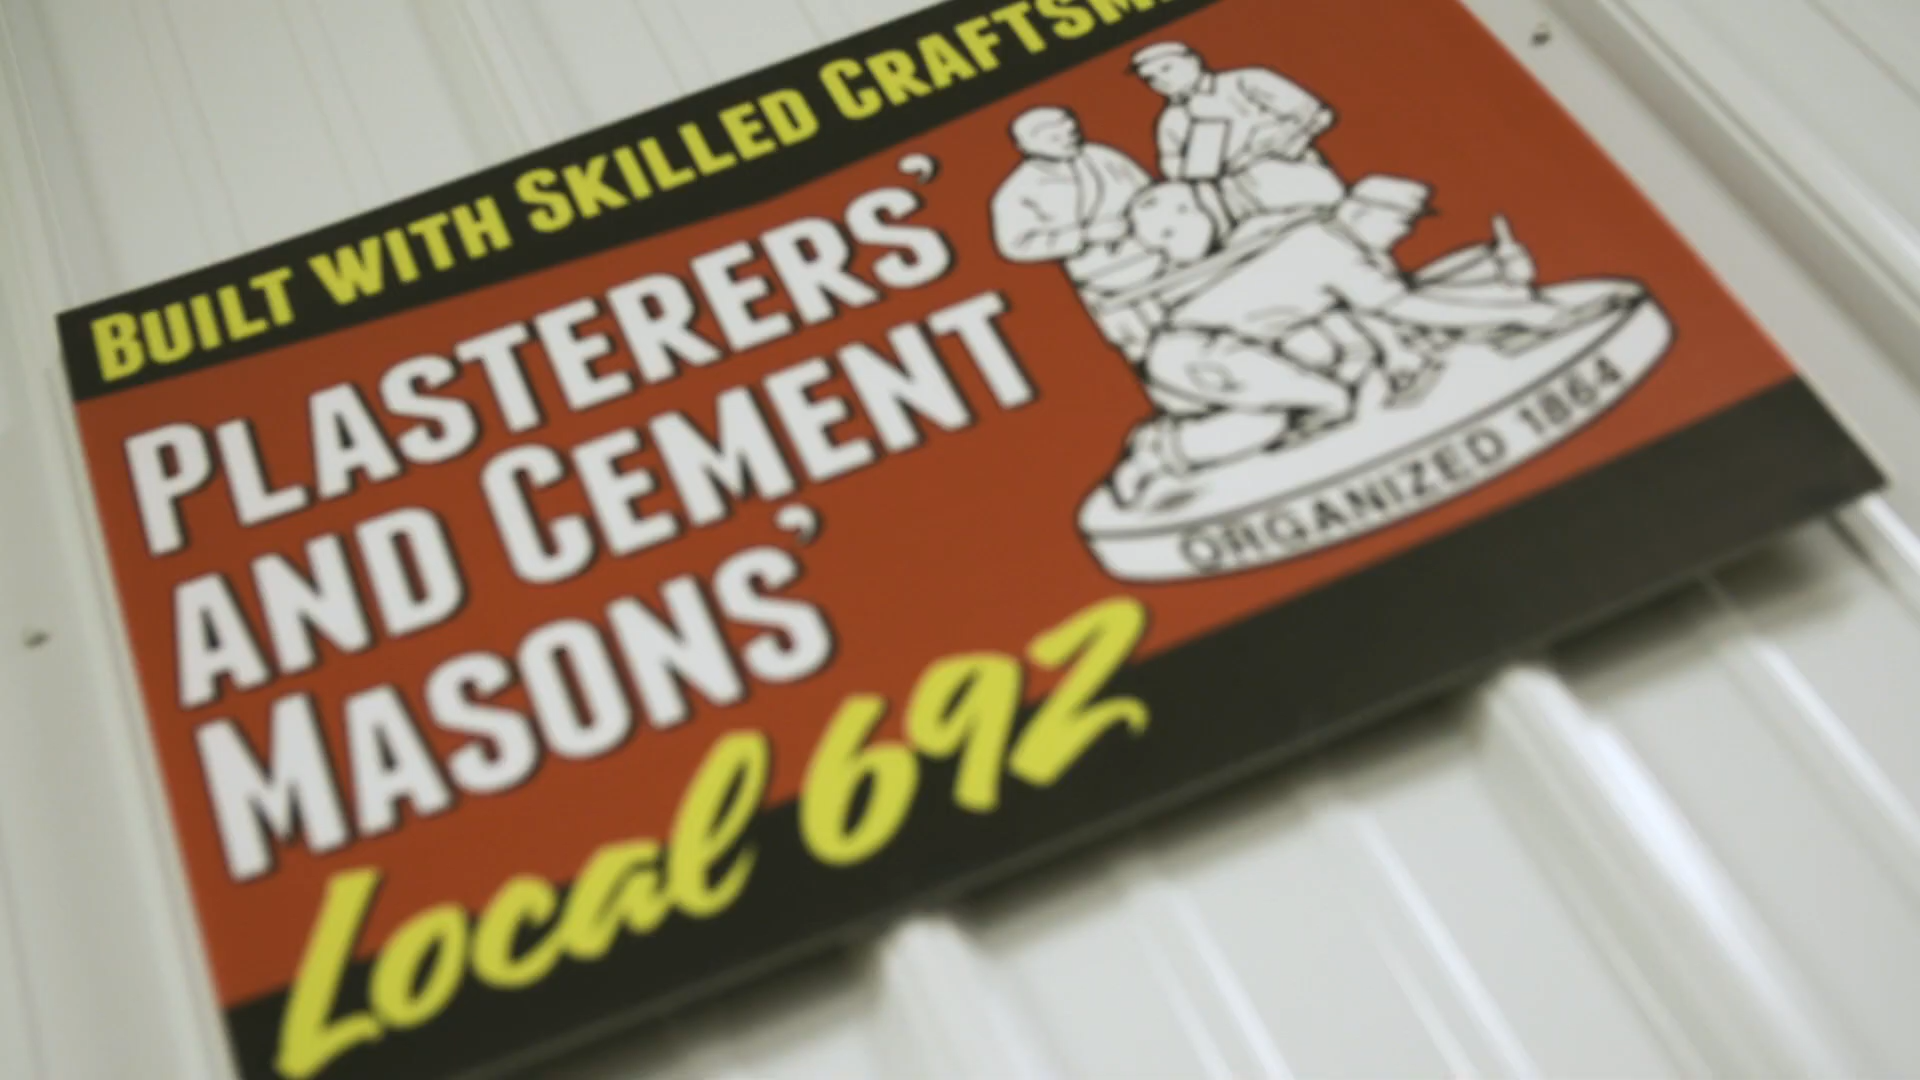 BUILT WITH SKILLED
PLASTERERS'
AND CEMENT
MASONS'
Local 692
ORGANIZED 1864